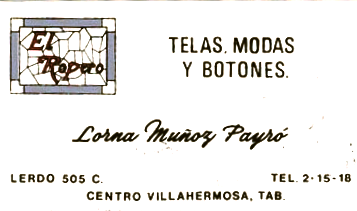 El Ropero
TELAS. MODAS
Y BOTONES.
Lorna Muñoz Payró
LERDO 505 C.
TEL. 2-15-18
CENTRO VILLAHERMOSA, TAB.